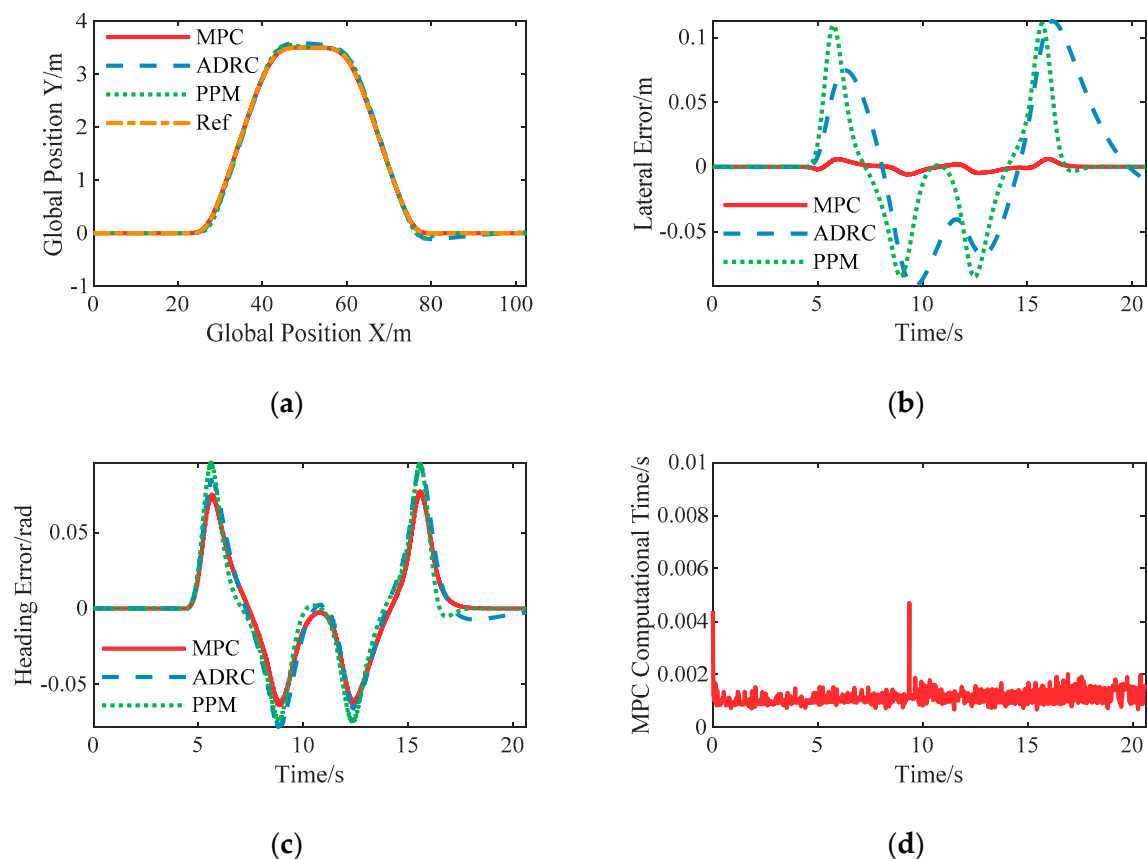 4
3
2
1
0
-1
Global Position Y/m
MPC
ADRC
PPM
Ref
0
20
40
60
80
100
Global Position X/m
(a)
0.1
0.05
0
-0.05
Lateral Error/m
MPC
ADRC
PPM
0
5
10
15
20
Time/s
(b)
0.05
0
-0.05
Heading Error/rad
MPC
ADRC
PPM
0
5
10
15
20
Time/s
(c)
0.01
0.008
0.006
0.004
0.002
0
MPC Computational Time/s
0
5
10
15
20
Time/s
(d)